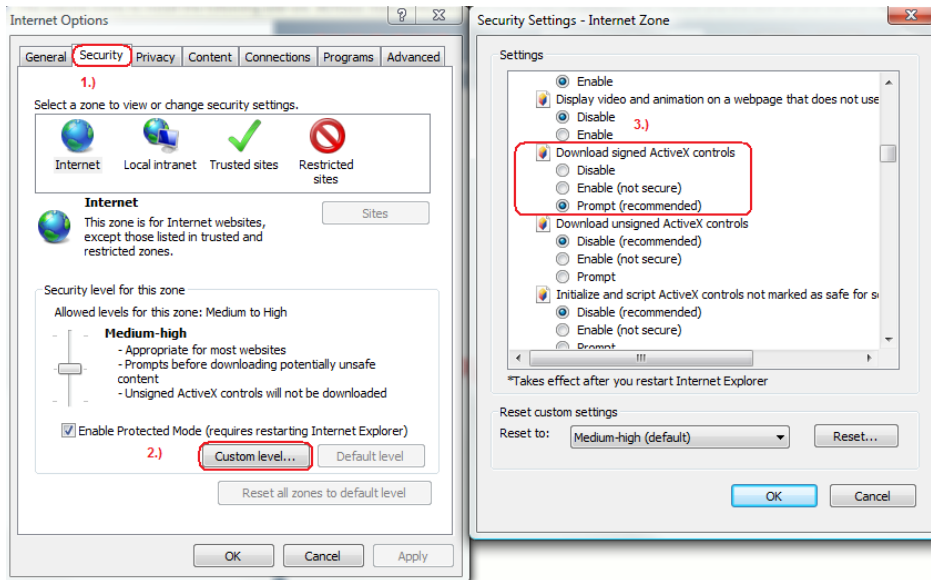 Internet Options
General Security Privacy Content Connections Programs Advanced
1.)
Select a zone to view or change security settings.
Internet Local intranet Trusted sites Restricted
sites
Internet
This zone is for Internet websites,
except those listed in trusted and
restricted zones.
Sites
Security level for this zone
Allowed levels for this zone: Medium to High
Medium-high
- Appropriate for most websites
- Prompts before downloading potentially unsafe
content
- Unsigned ActiveX controls will not be downloaded
Enable Protected Mode (requires restarting Internet Explorer)
2.)
Custom level...
Default level
Reset all zones to default level
OK Cancel Apply
Security Settings - Internet Zone
Settings
Enable
Display video and animation on a webpage that does not use
Disable
3.)
Enable
Download signed ActiveX controls
Disable
Enable (not secure)
Prompt (recommended)
Download unsigned ActiveX controls
Disable (recommended)
Enable (not secure)
Prompt
Initialize and script ActiveX controls not marked as safe for
Disable (recommended)
Enable (not secure)
Prompt
*Takes effect after you restart Internet Explorer
Reset custom settings
Reset to: Medium-high (default) Reset...
OK Cancel